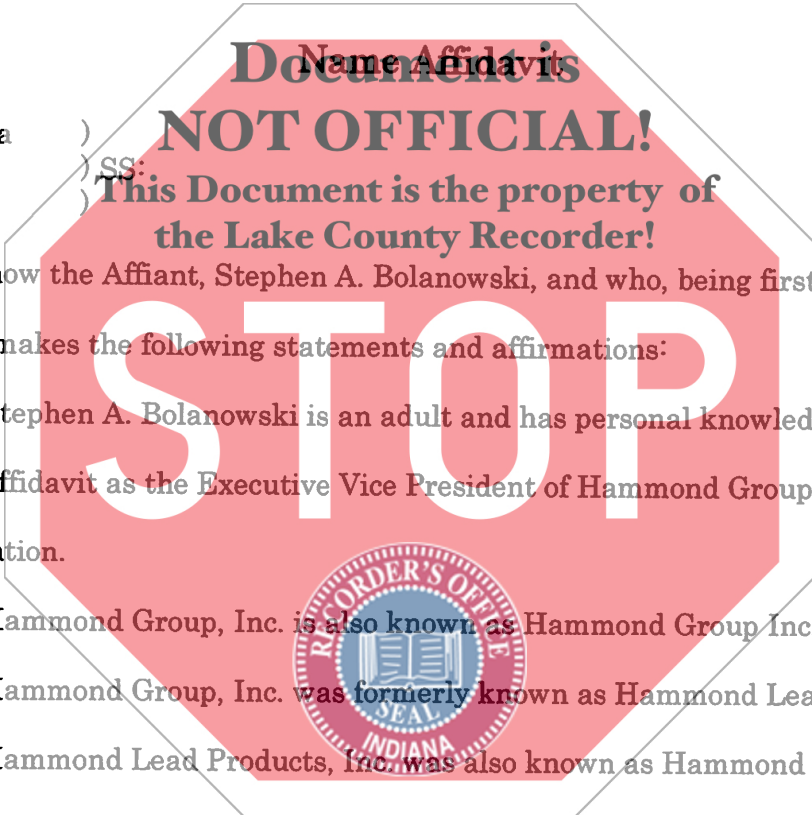 Name Affidavit
Document is
NOT OFFICIAL!
a )
) SS:
)
This Document is the property of
the Lake County Recorder!
ow the Affiant, Stephen A. Bolanowski, and who, being first
STOP
nakes the following statements and affirmations:
tephen A. Bolanowski is an adult and has personal knowled
ffidavit as the Executive Vice President of Hammond Group
tion.
RECORDER'S OFFICE
ammond Group, Inc. is also known as Hammond Group Inc
ammond Group, Inc. was formerly known as Hammond Lea
SEAL
INDIANA
ammond Lead Products, Inc. was also known as Hammond